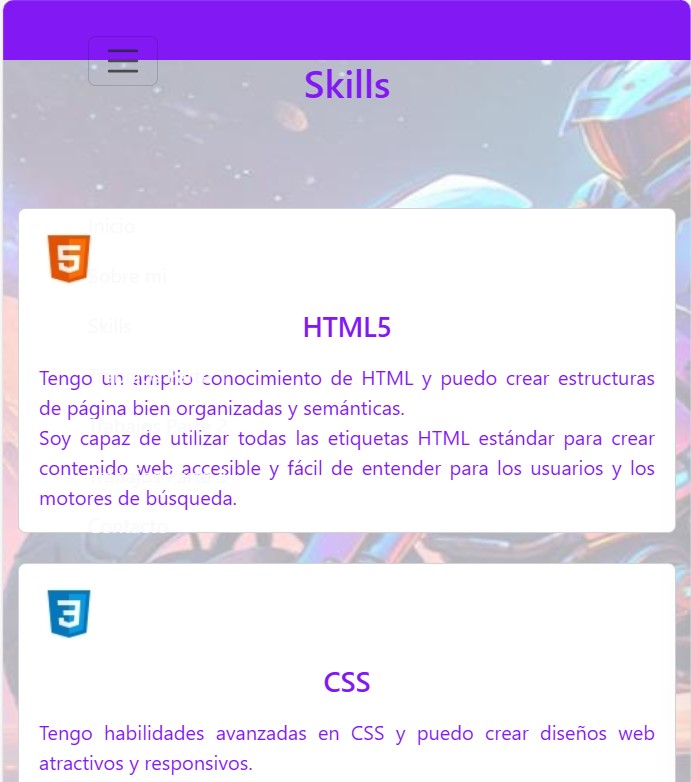 Skills
Inicio
5
Sobre mi
Skills
HTML5
Tengo un amplio conocimiento de HTML y puedo crear estructuras
de página bien organizadas y semánticas.
Soy capaz de utilizar todas las etiquetas HTML estándar para crear
contenido web accesible y fácil de entender para los usuarios y los
motores de búsqueda.
Contacto
3
CSS
Tengo habilidades avanzadas en CSS y puedo crear diseños web
atractivos y responsivos.